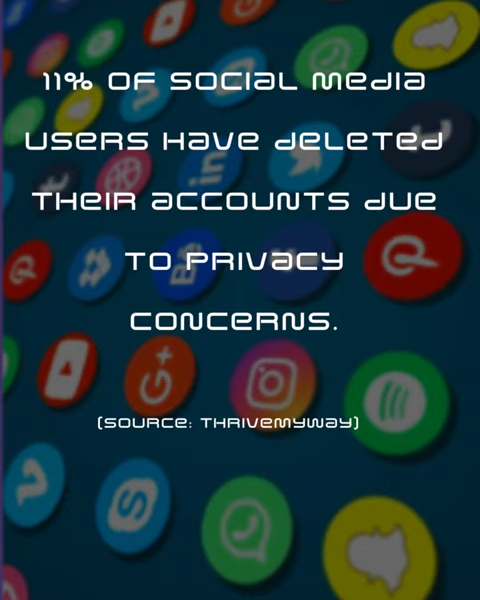 11% OF SOCIAL MEDIA
USERS HAVE DELETED
THEIR ACCOUNTS DUE
TO PRIVACY
CONCERNS.
(SOURCE: THRIVEMYWAY)